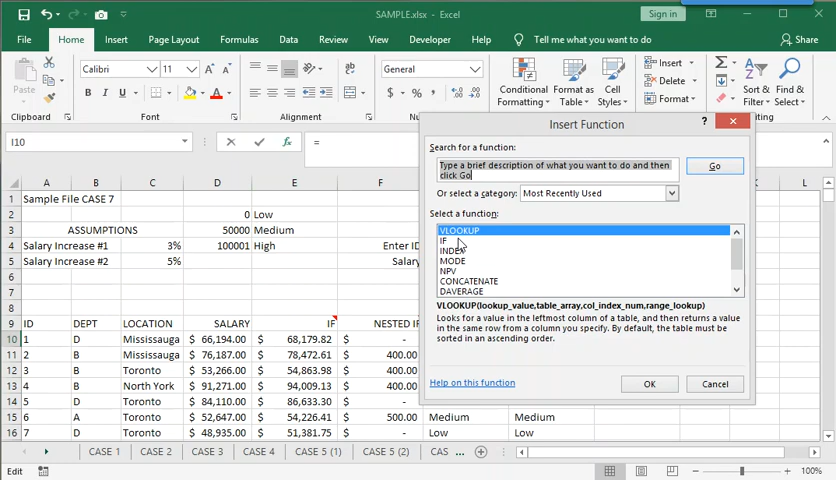 SAMPLE.xlsx - Excel
Sign in
File Home Insert Page Layout Formulas Data Review View Developer Help Tell me what you want to do Share
Paste
Calibri 11 General
B I U
$ % ,
Conditional Formatting
Format as Table
Cell Styles
Insert
Delete
Format
Sort & Filter
Find & Select
Clipboard Font
I10 fx =
Insert Function
Search for a function:
Type a brief description of what you want to do and then
click Go
Go
Or select a category: Most Recently Used
Select a function:
VLOOKUP
IF
INDEX
MODE
NPV
CONCATENATE
DAVERAGE
VLOOKUP(lookup_value,table_array,col_index_num,range_lookup)
Looks for a value in the leftmost column of a table, and then returns a
value in the same row from a column you specify. By default, the table must
be sorted in an ascending order.
Help on this function
OK Cancel
A B C D E F K L
1 Sample File CASE 7
2 0 Low
3 ASSUMPTIONS 50000 Medium
4 Salary Increase #1 3% 100001 High Enter ID
5 Salary Increase #2 5% Salary
6
7
8
9 ID DEPT LOCATION SALARY IF NESTED IF
10 1 D Mississauga $ 66,194.00 $ 68,179.82 $ -
11 2 B Mississauga $ 76,187.00 $ 78,472.61 $ 400.00
12 3 B Toronto $ 53,266.00 $ 54,863.98 $ 400.00
13 4 B North York $ 91,271.00 $ 94,009.13 $ 400.00
14 5 D Toronto $ 84,110.00 $ 86,633.30 $ -
15 6 A Toronto $ 52,647.00 $ 54,226.41 $ 500.00 Medium Medium
16 7 D Toronto $ 48,935.00 $ 51,381.75 $ - Low Low
CASE 1 CASE 2 CASE 3 CASE 4 CASE 5 (1) CASE 5 (2) CAS ...
Edit 100%